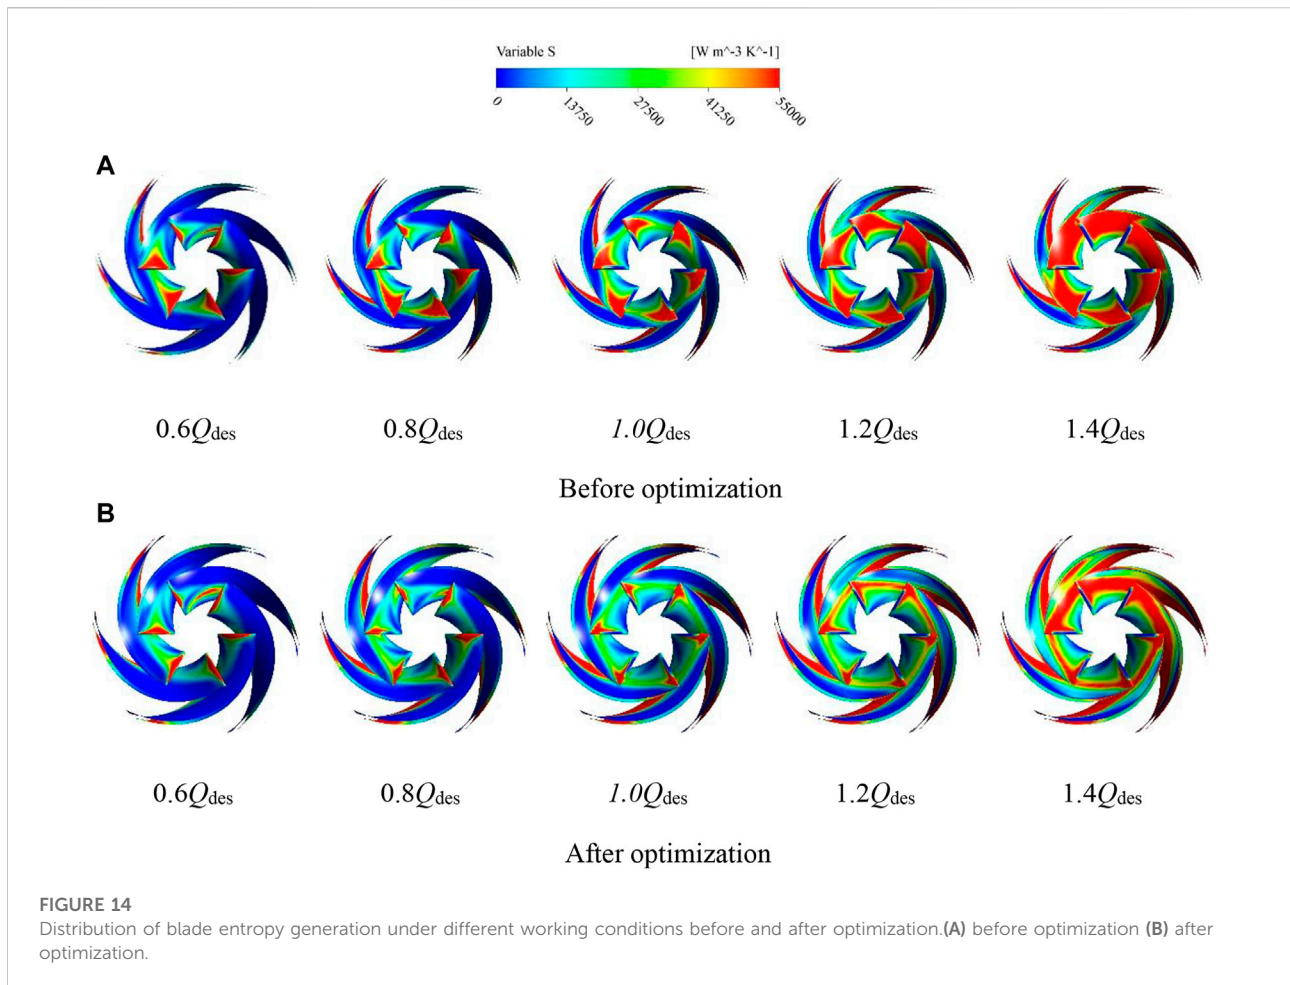 Variable S [W m^-3 K^-1]
0 13750 27500 41250 55000
A
0.6Qdes 0.8Qdes 1.0Qdes 1.2Qdes 1.4Qdes
Before optimization
B
0.6Qdes 0.8Qdes 1.0Qdes 1.2Qdes 1.4Qdes
After optimization
FIGURE 14
Distribution of blade entropy generation under different working conditions before and after optimization.(A) before optimization (B) after
optimization.